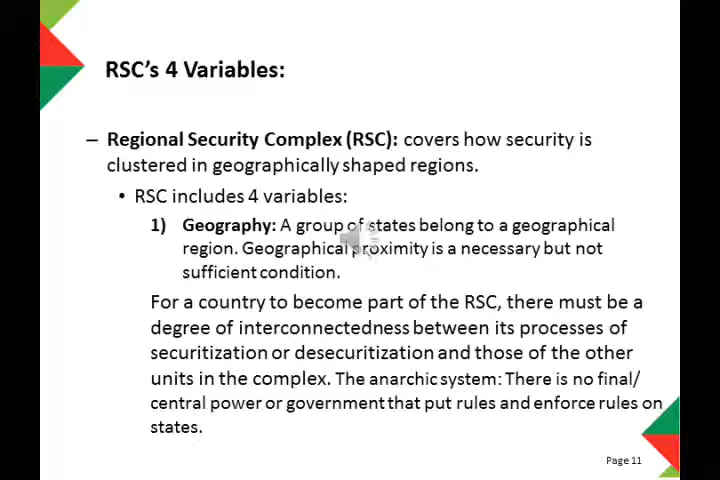 RSC's 4 Variables:
– Regional Security Complex (RSC): covers how security is
clustered in geographically shaped regions.
• RSC includes 4 variables:
1) Geography: A group of states belong to a geographical
region. Geographical proximity is a necessary but not
sufficient condition.
For a country to become part of the RSC, there must be a
degree of interconnectedness between its processes of
securitization or desecuritization and those of the other
units in the complex. The anarchic system: There is no final/
central power or government that put rules and enforce rules on
states.
Page 11